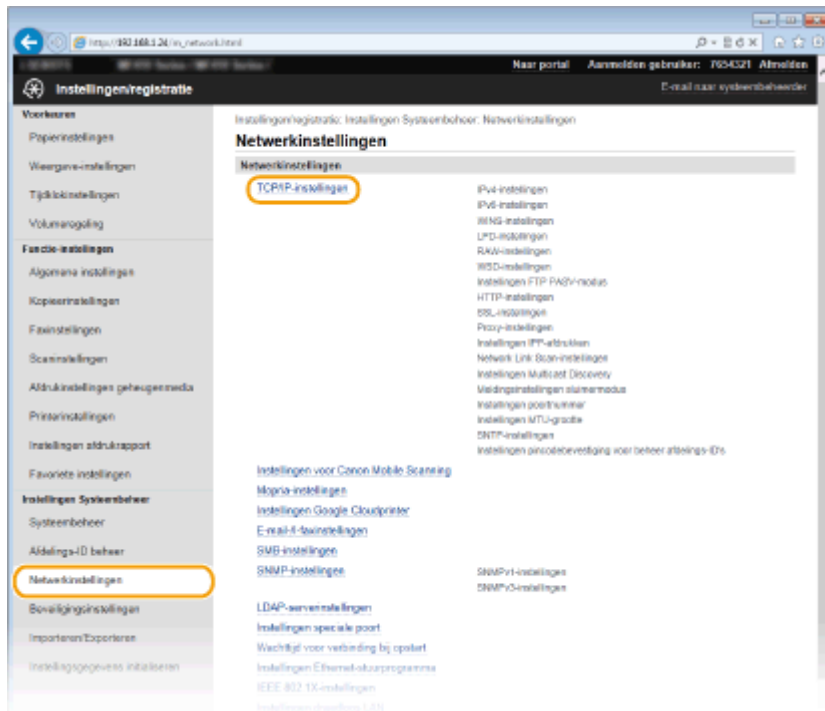 http://192.168.1.24/m_network.html
Naar portal Aanmelden gebruiker: 7654321 Afmelden
Instellingen/registratie
E-mail naar systeembeheerder
Voorkeuren
Papierinstellingen
Weergave-instellingen
Tijdklokinstellingen
Volumeregeling
Functie-instellingen
Algemene instellingen
Kopieerinstellingen
Faxinstellingen
Scaninstellingen
Afdrukinstellingen geheugenmedia
Printerinstellingen
Instellingen afdrukrapport
Favoriete instellingen
Instellingen Systeembeheer
Systeembeheer
Afdelings-ID beheer
Netwerkinstellingen
Beveiligingsinstellingen
Importeren/Exporteren
Instellingsgegevens initialiseren
Instellingen/registratie: Instellingen Systeembeheer: Netwerkinstellingen
Netwerkinstellingen
Netwerkinstellingen
TCP/IP-instellingen
IPv4-instellingen
IPv6-instellingen
WINS-instellingen
LPD-instellingen
RAW-instellingen
WSD-instellingen
Instellingen FTP PASV-modus
HTTP-instellingen
SSL-instellingen
Proxy-instellingen
Instellingen IPP-afdrukken
Network Link Scan-instellingen
Instellingen Multicast Discovery
Meldingsinstellingen sluimermodus
Instellingen poortnummer
Instellingen MTU-grootte
SNTP-instellingen
Instellingen pincodebevestiging voor beheer afdelings-ID's
Instellingen voor Canon Mobile Scanning
Mopria-instellingen
Instellingen Google Cloudprinter
E-mail-/I-faxinstellingen
SMB-instellingen
SNMP-instellingen
SNMPv1-instellingen
SNMPv3-instellingen
LDAP-serverinstellingen
Instellingen speciale poort
Wachttijd voor verbinding bij opstart
Instellingen Ethernet-stuurprogramma
IEEE 802.1X-instellingen
Instellingen draadloos LAN